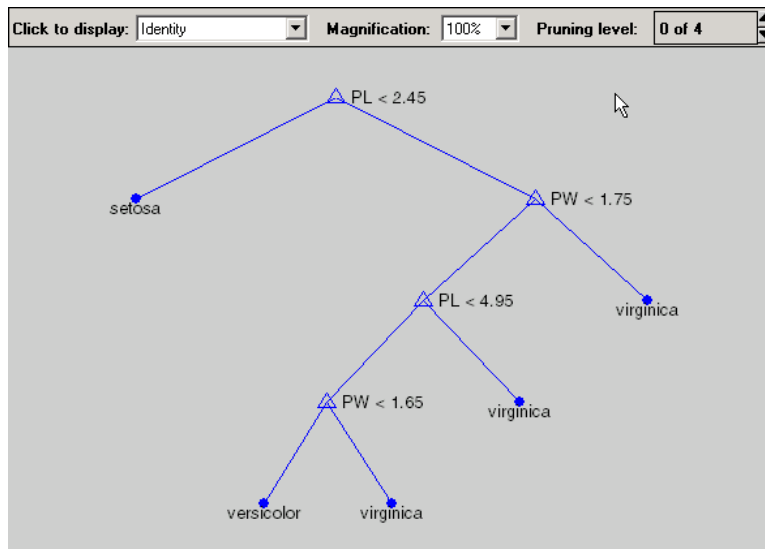 Click to display: Identity Magnification: 100% Pruning level: 0 of 4
PL < 2.45
setosa
PW < 1.75
PL < 4.95
virginica
PW < 1.65
virginica
versicolor
virginica